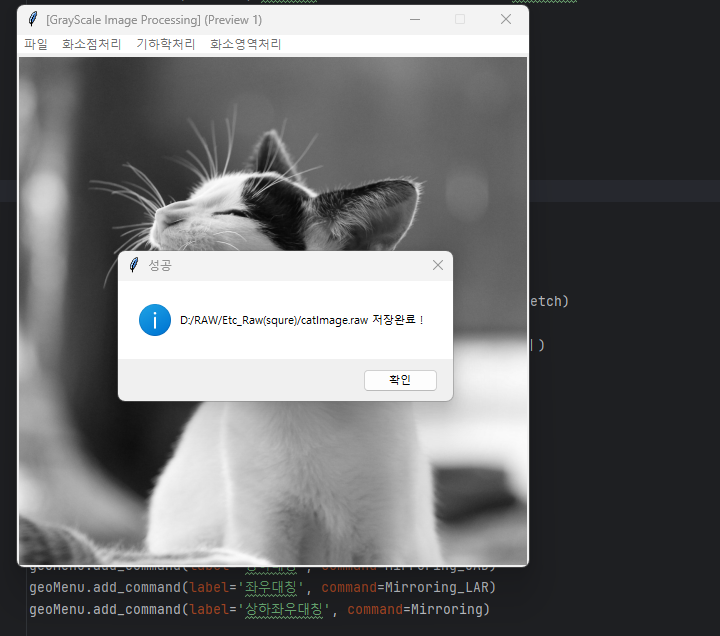 [GrayScale Image Processing] (Preview 1)
파일 화소점처리 기하학처리 화소영역처리
성공
D:/RAW/Etc_Raw(squre)/catImage.raw 저장완료 !
확인
etch)
)
geoMenu.add_command(label='좌우대칭', command=Mirroring_LAR)
geoMenu.add_command(label='상하좌우대칭', command=Mirroring)